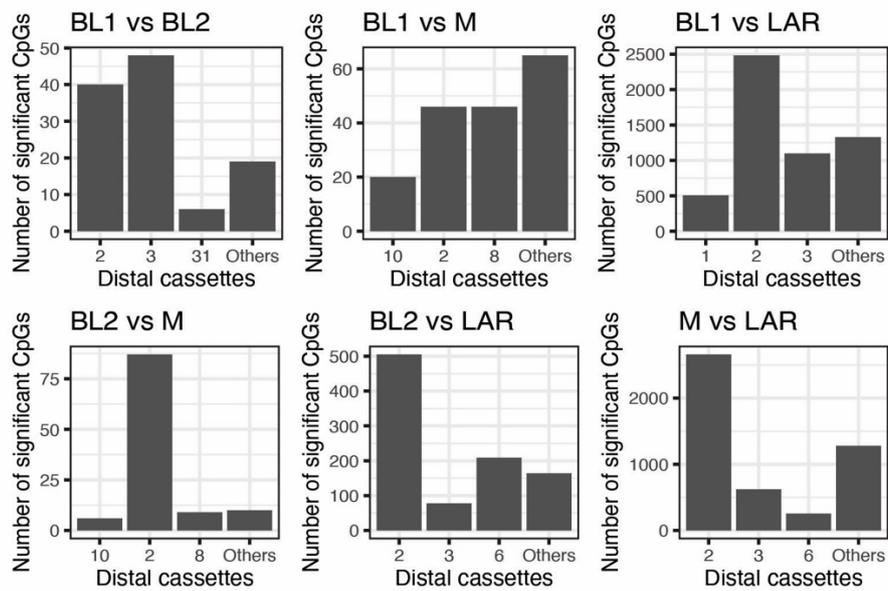 BL1 vs BL2
Number of significant CpGs
50
40
30
20
10
0
2 3 31 Others
Distal cassettes
BL1 vs M
Number of significant CpGs
60
40
20
0
10 2 8 Others
Distal cassettes
BL1 vs LAR
Number of significant CpGs
2500
2000
1500
1000
500
0
1 2 3 Others
Distal cassettes
BL2 vs M
Number of significant CpGs
75
50
25
0
10 2 8 Others
Distal cassettes
BL2 vs LAR
Number of significant CpGs
500
400
300
200
100
0
2 3 6 Others
Distal cassettes
M vs LAR
Number of significant CpGs
2000
1000
0
2 3 6 Others
Distal cassettes